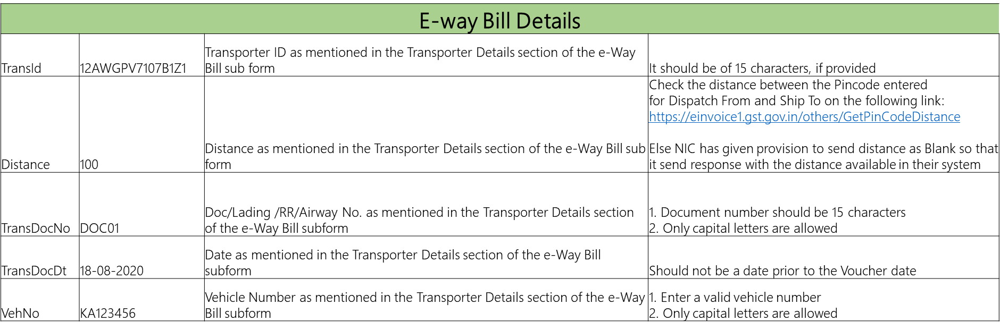 E-way Bill Details
TransId
12AWGPV7107B1Z1
Transporter ID as mentioned in the Transporter Details section of the e-Way
Bill sub form
It should be of 15 characters, if provided
Distance
100
Distance as mentioned in the Transporter Details section of the e-Way Bill sub
form
Check the distance between the Pincode entered
for Dispatch From and Ship To on the following link:
https://einvoice1.gst.gov.in/others/GetPinCodeDistance
Else NIC has given provision to send distance as Blank so that
it send response with the distance available in their system
TransDocNo
DOC01
Doc/Lading /RR/Airway No. as mentioned in the Transporter Details section
of the e-Way Bill subform
1. Document number should be 15 characters
2. Only capital letters are allowed
TransDocDt
18-08-2020
Date as mentioned in the Transporter Details section of the e-Way Bill
subform
Should not be a date prior to the Voucher date
VehNo
KA123456
Vehicle Number as mentioned in the Transporter Details section of the e-Way
Bill subform
1. Enter a valid vehicle number
2. Only capital letters are allowed